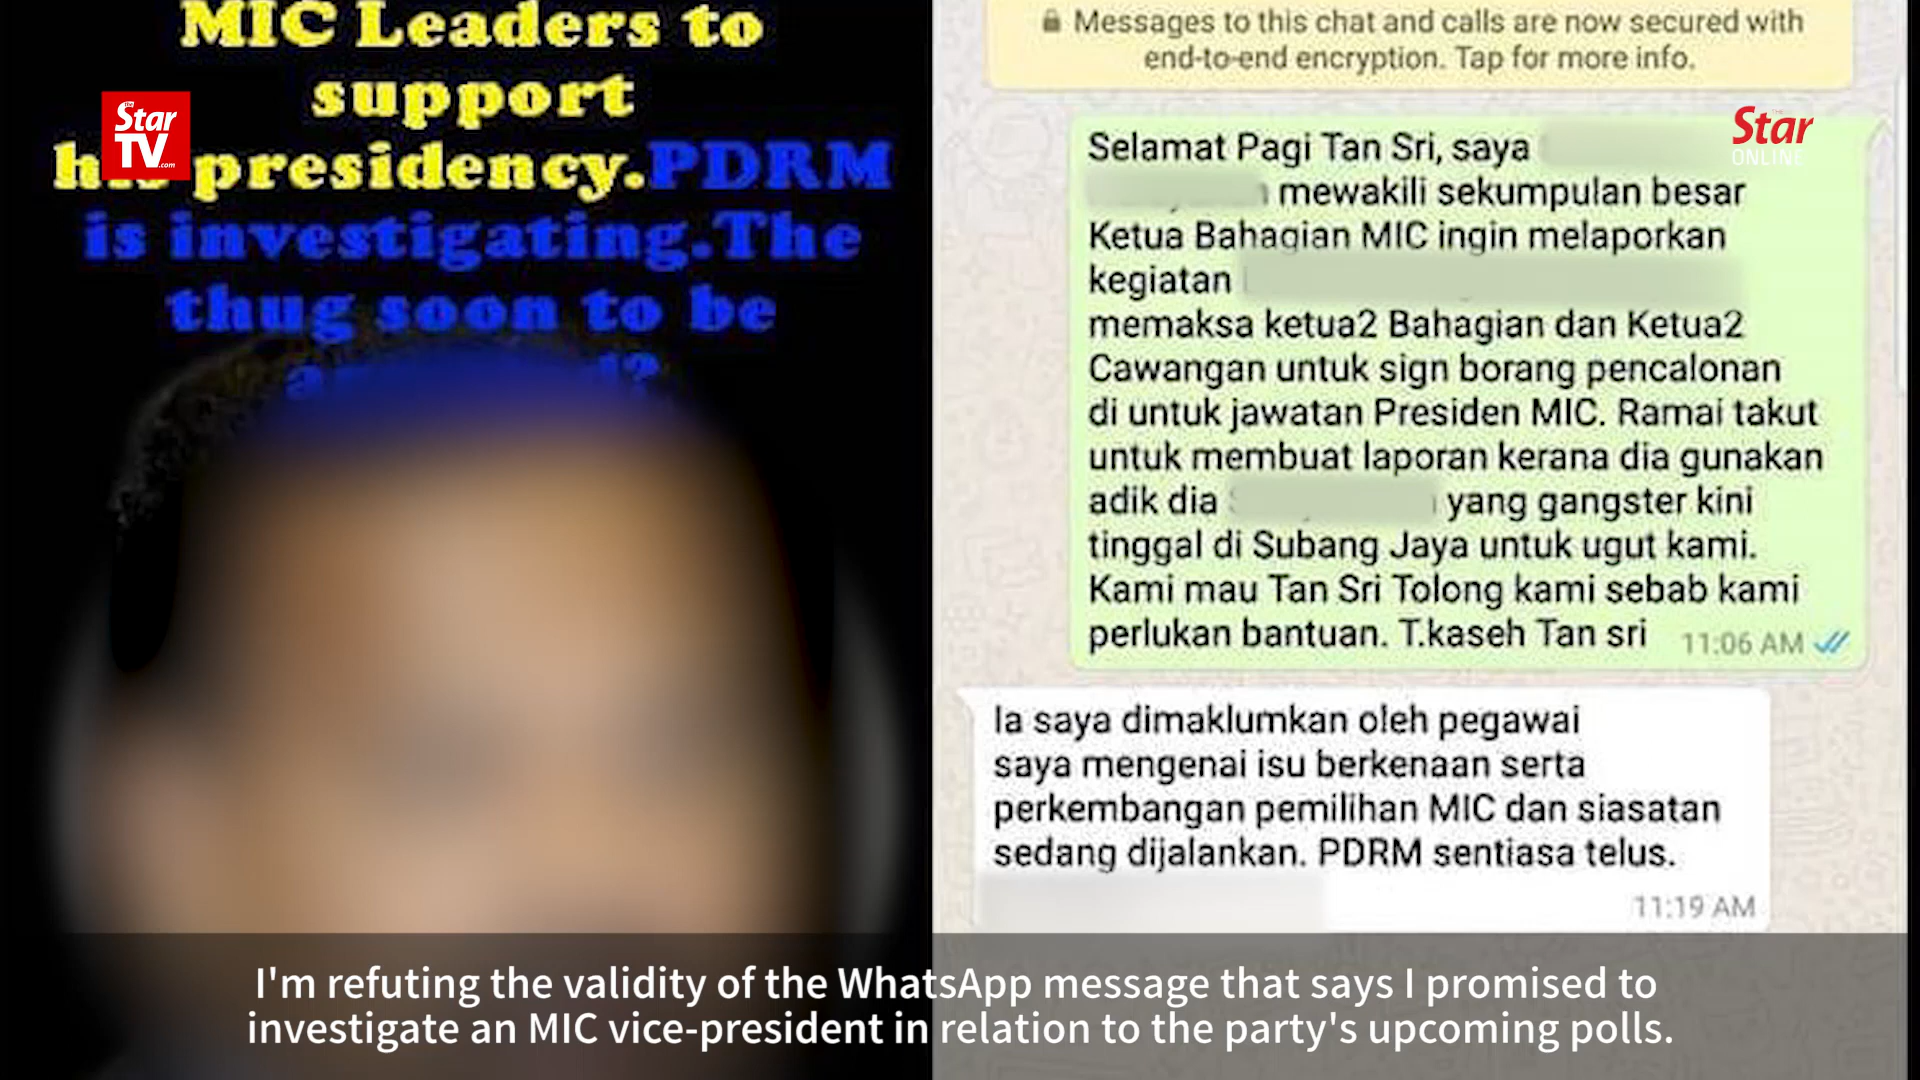 MIC Leaders to
support
presidency.PDRM
is investigating.The
thug soon to be
Star
TV.com
Messages to this chat and calls are now secured with
end-to-end encryption. Tap for more info.
Star
ONLINE
Selamat Pagi Tan Sri, saya
mewakili sekumpulan besar
Ketua Bahagian MIC ingin melaporkan
kegiatan
memaksa ketua2 Bahagian dan Ketua2
Cawangan untuk sign borang pencalonan
di untuk jawatan Presiden MIC. Ramai takut
untuk membuat laporan kerana dia gunakan
adik dia yang gangster kini
tinggal di Subang Jaya untuk ugut kami.
Kami mau Tan Sri Tolong kami sebab kami
perlukan bantuan. T.kaseh Tan sri 11:06 AM
Ia saya dimaklumkan oleh pegawai
saya mengenai isu berkenaan serta
perkembangan pemilihan MIC dan siasatan
sedang dijalankan. PDRM sentiasa telus.
11:19 AM
I'm refuting the validity of the WhatsApp message that says I promised to
investigate an MIC vice-president in relation to the party's upcoming polls.